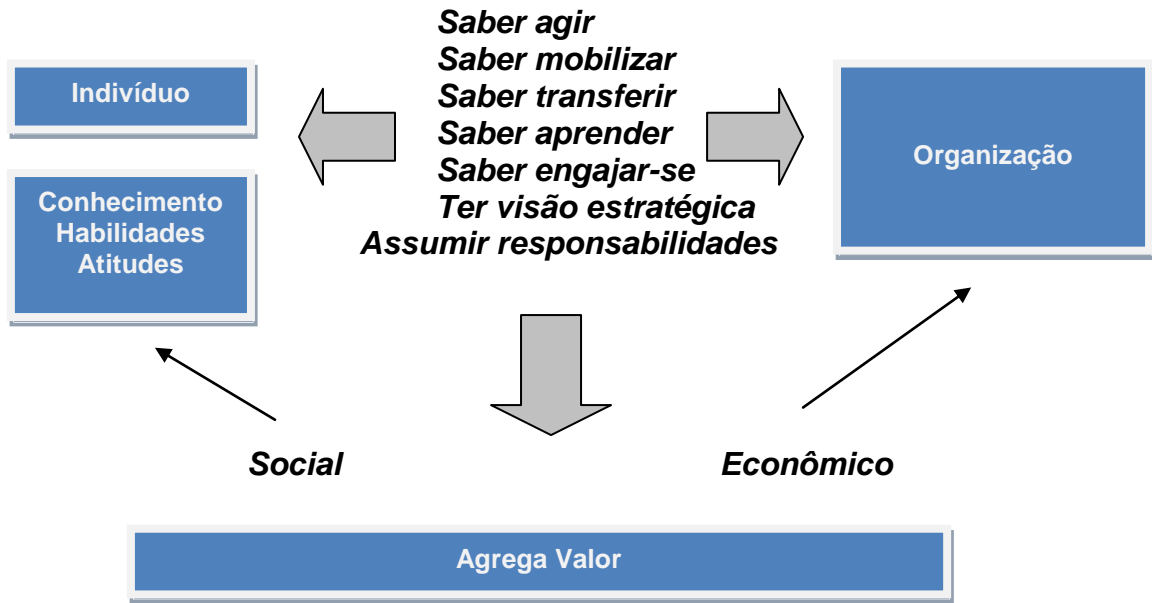 Saber agir
Saber mobilizar
Saber transferir
Saber aprender
Saber engajar-se
Ter visão estratégica
Assumir responsabilidades
Indivíduo
Conhecimento
Habilidades
Atitudes
Organização
Social
Econômico
Agrega Valor